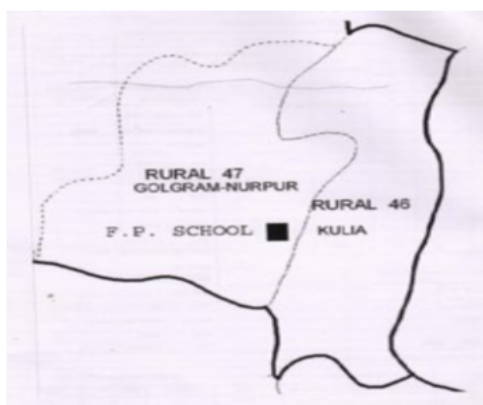 RURAL 47
GOLGRAM-NURPUR
RURAL 46
F.P. SCHOOL
KULIA